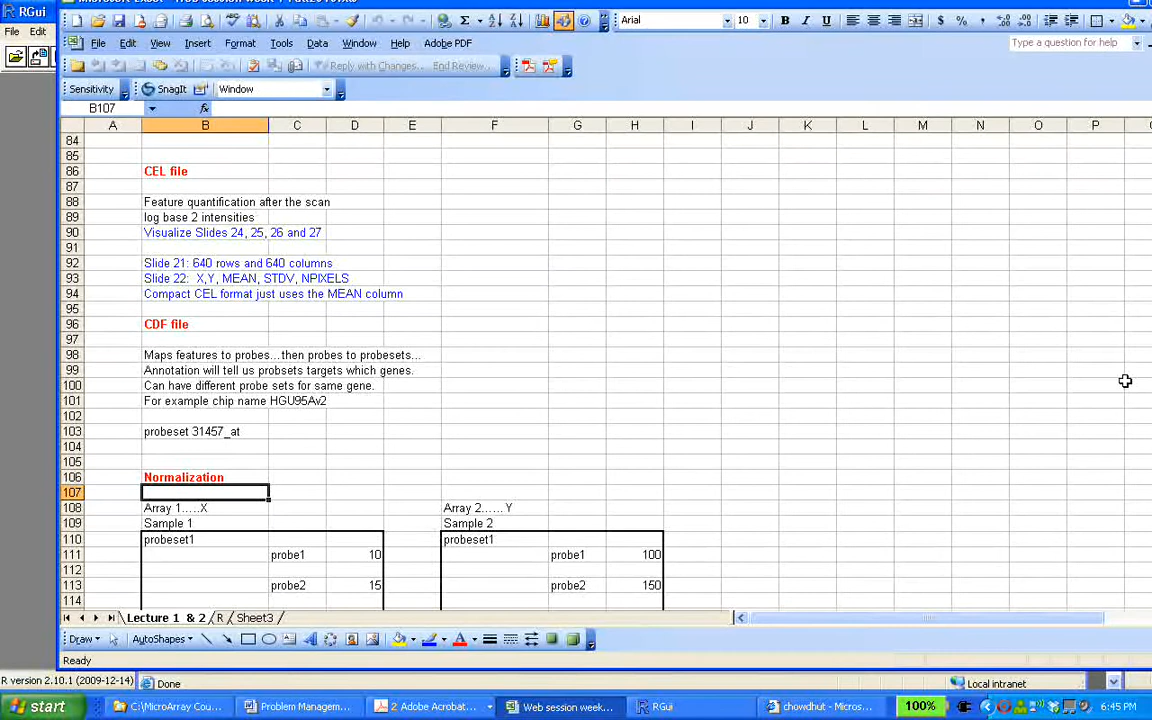 RGui
File Edit
File Edit View Insert Format Tools Data Window Help Adobe PDF
Type a question for help
Arial 10 B I U
Reply with Changes... End Review...
Sensitivity SnagIt Window
B107 fx
A B C D E F G H I J K L M N O P
84
85
86 CEL file
87
88 Feature quantification after the scan
89 log base 2 intensities
90 Visualize Slides 24, 25, 26 and 27
91
92 Slide 21: 640 rows and 640 columns
93 Slide 22: X,Y, MEAN, STDV, NPIXELS
94 Compact CEL format just uses the MEAN column
95
96 CDF file
97
98 Maps features to probes...then probes to probesets...
99 Annotation will tell us probsets targets which genes.
100 Can have different probe sets for same gene.
101 For example chip name HGU95Av2
102
103 probeset 31457_at
104
105
106 Normalization
107
108 Array 1.....X Array 2......Y
109 Sample 1 Sample 2
110 probeset1 probeset1
111 probe1 10 probe1 100
112
113 probe2 15 probe2 150
114
Lecture 1 & 2 R Sheet3
Draw AutoShapes
Ready
R version 2.10.1 (2009-12-14) Done Local intranet
start C:\MicroArray Cou... Problem Managem... 2 Adobe Acrobat... Web session week... RGui chowdhut - Micros... 100% 6:45 PM